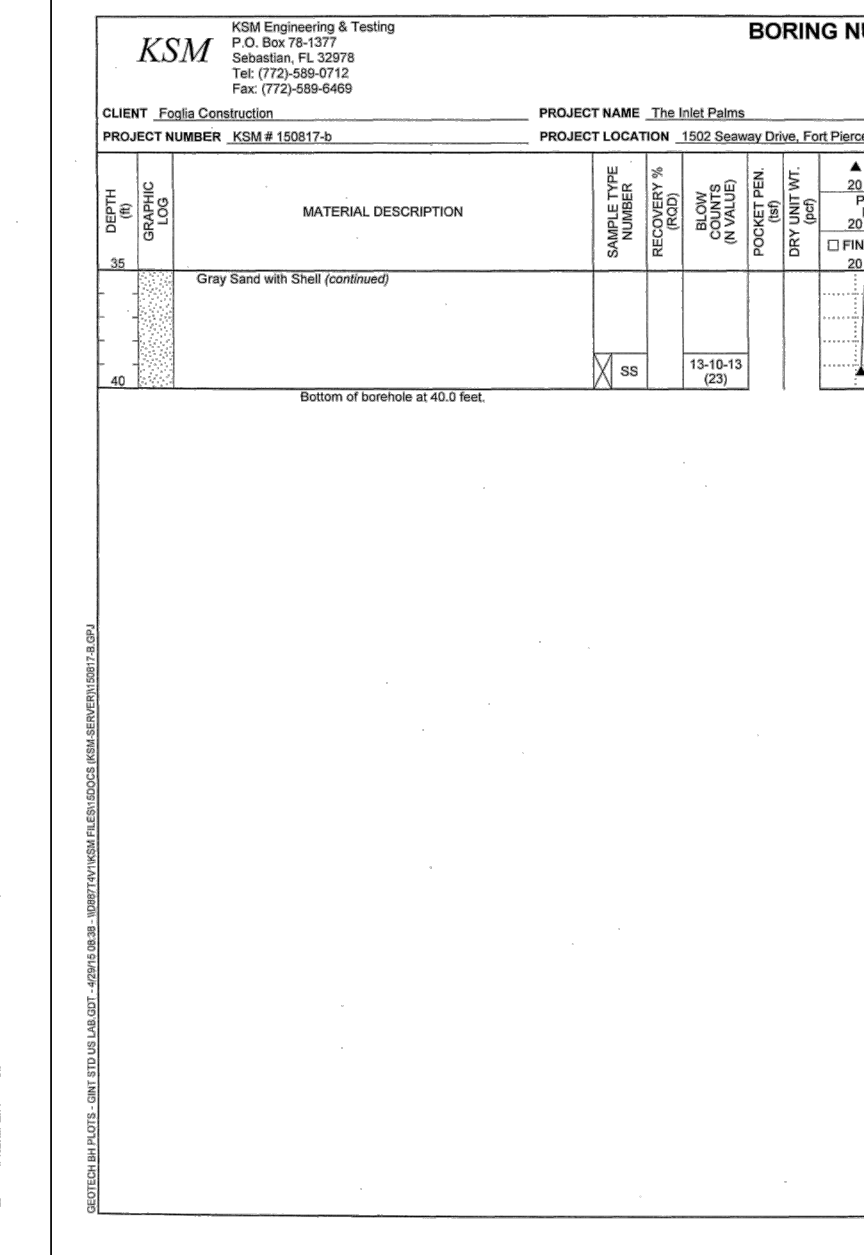 KSM
KSM Engineering & Testing
P.O. Box 78-1377
Sebastian, FL 32978
Tel: (772)-589-0712
Fax: (772)-589-6469
BORING NU
CLIENT Foglia Construction
PROJECT NAME The Inlet Palms
PROJECT NUMBER KSM # 150817-b
PROJECT LOCATION 1502 Seaway Drive, Fort Pierce
DEPTH
(ft)
GRAPHIC
LOG
MATERIAL DESCRIPTION
SAMPLE TYPE
NUMBER
RECOVERY %
(RQD)
BLOW
COUNTS
(N VALUE)
POCKET PEN.
(tsf)
DRY UNIT WT.
(pcf)
▲
20
P
20
☐ FIN
20
35
Gray Sand with Shell (continued)
SS
13-10-13
(23)
40
Bottom of borehole at 40.0 feet.
GEOTECH BH PLOTS - GINT STD US LAB.GDT - 4/29/15 08:38 - \\D887T4V1\KSM FILES\15DOCS (KSM-SERVER)\150817-B.GPJ